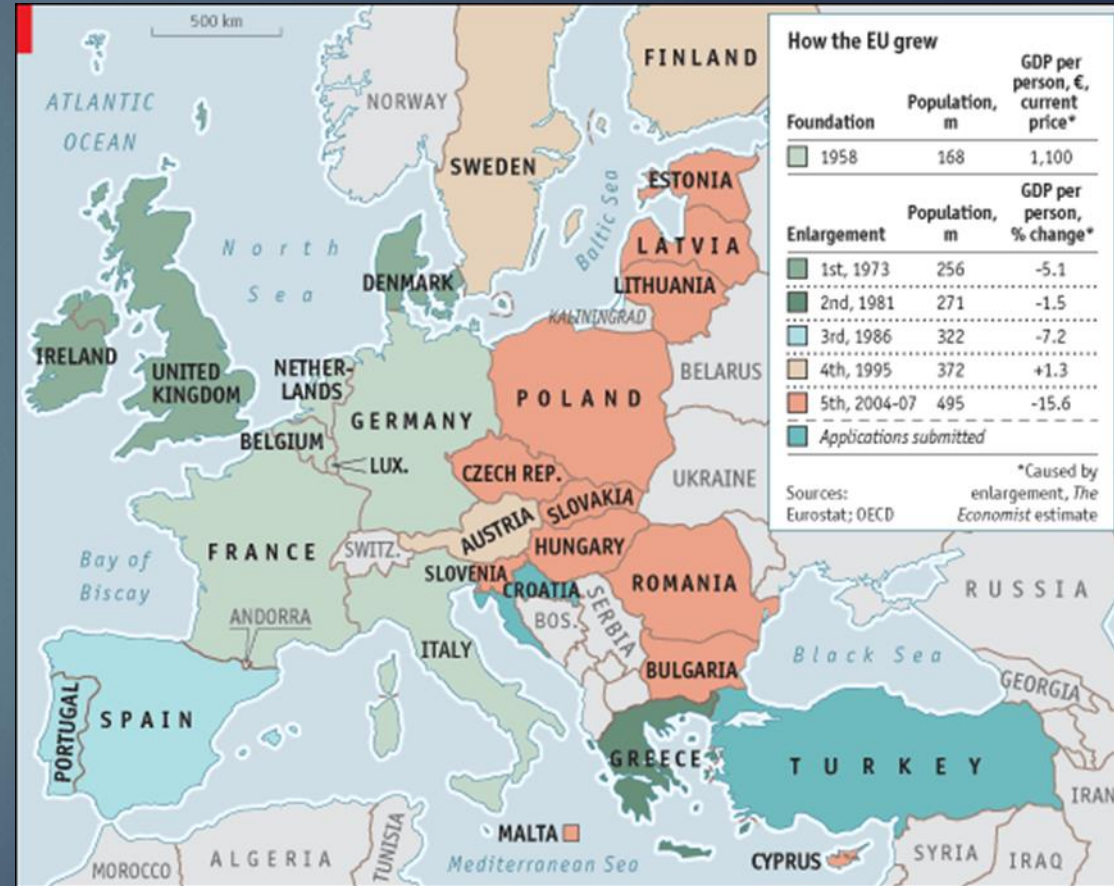 500 km
ATLANTIC
OCEAN
NORWAY
FINLAND
SWEDEN
ESTONIA
North
Sea
Baltic Sea
LATVIA
DENMARK
LITHUANIA
KALININGRAD
IRELAND
UNITED
KINGDOM
NETHER-
LANDS
BELARUS
POLAND
GERMANY
BELGIUM
LUX.
CZECH REP.
UKRAINE
SLOVAKIA
AUSTRIA
Bay of
Biscay
FRANCE
SWITZ.
HUNGARY
SLOVENIA
CROATIA
ROMANIA
RUSSIA
ANDORRA
BOS.
SERBIA
ITALY
BULGARIA
Black Sea
GEORGIA
PORTUGAL
SPAIN
GREECE
TURKEY
IRAN
MALTA
Mediterranean Sea
CYPRUS
SYRIA
IRAQ
MOROCCO
ALGERIA
TUNISIA
How the EU grew
Foundation Population, m GDP per person, €, current price*
1958 168 1,100
Enlargement Population, m GDP per person, % change*
1st, 1973 256 -5.1
2nd, 1981 271 -1.5
3rd, 1986 322 -7.2
4th, 1995 372 +1.3
5th, 2004-07 495 -15.6
Applications submitted
Sources:
Eurostat; OECD
*Caused by
enlargement, The
Economist estimate